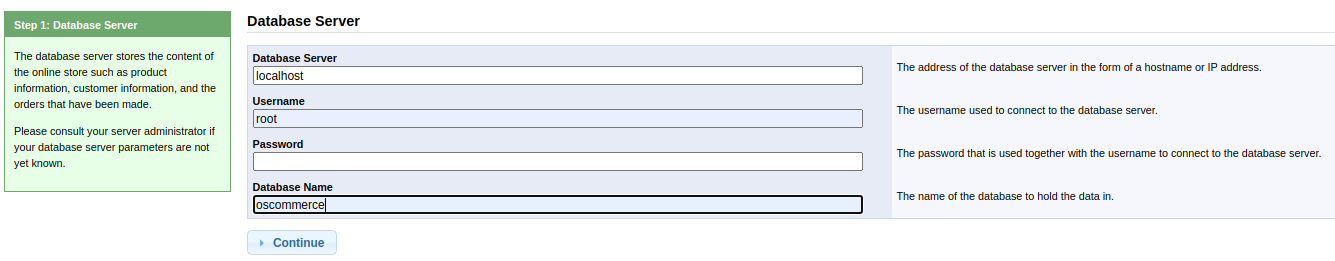 Step 1: Database Server
The database server stores the content of
the online store such as product
information, customer information, and the
orders that have been made.
Please consult your server administrator if
your database server parameters are not
yet known.
Database Server
Database Server
localhost
The address of the database server in the form of a hostname or IP address.
Username
root
The username used to connect to the database server.
Password
The password that is used together with the username to connect to the database server.
Database Name
oscommerce
The name of the database to hold the data in.
Continue